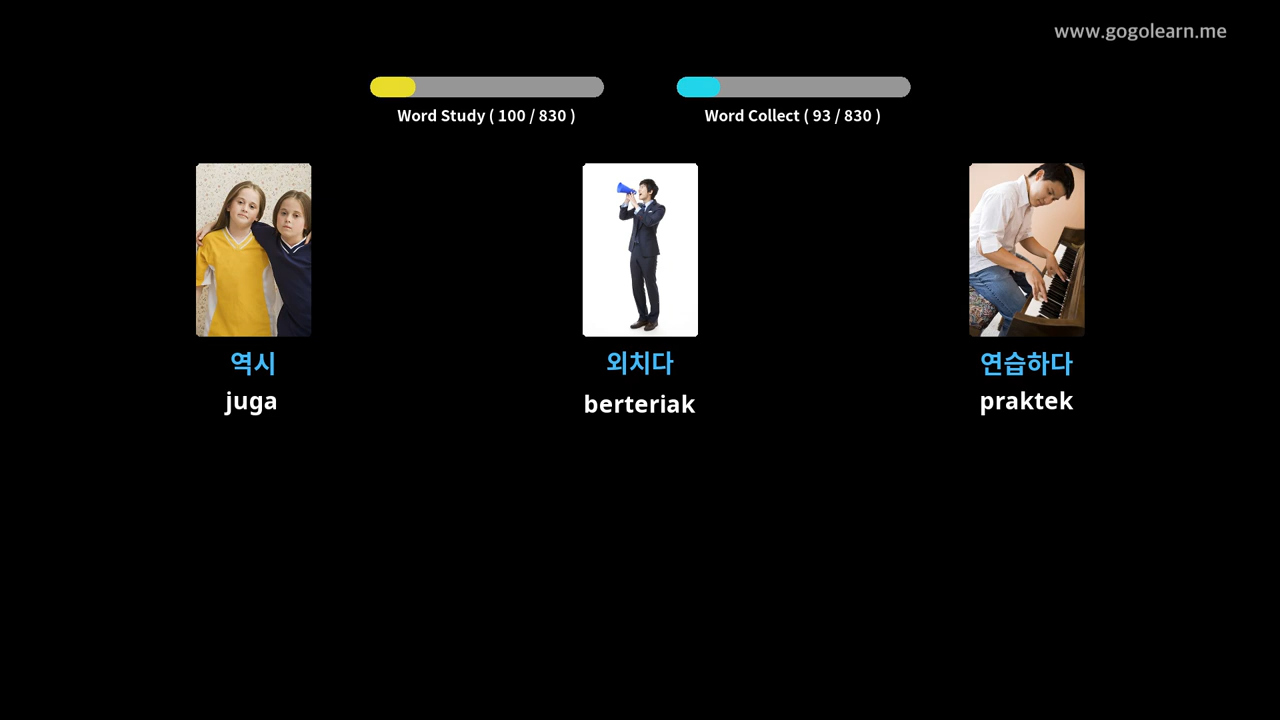 www.gogolearn.me
Word Study ( 100 / 830 )
Word Collect ( 93 / 830 )
역시
외치다
연습하다
juga
berteriak
praktek